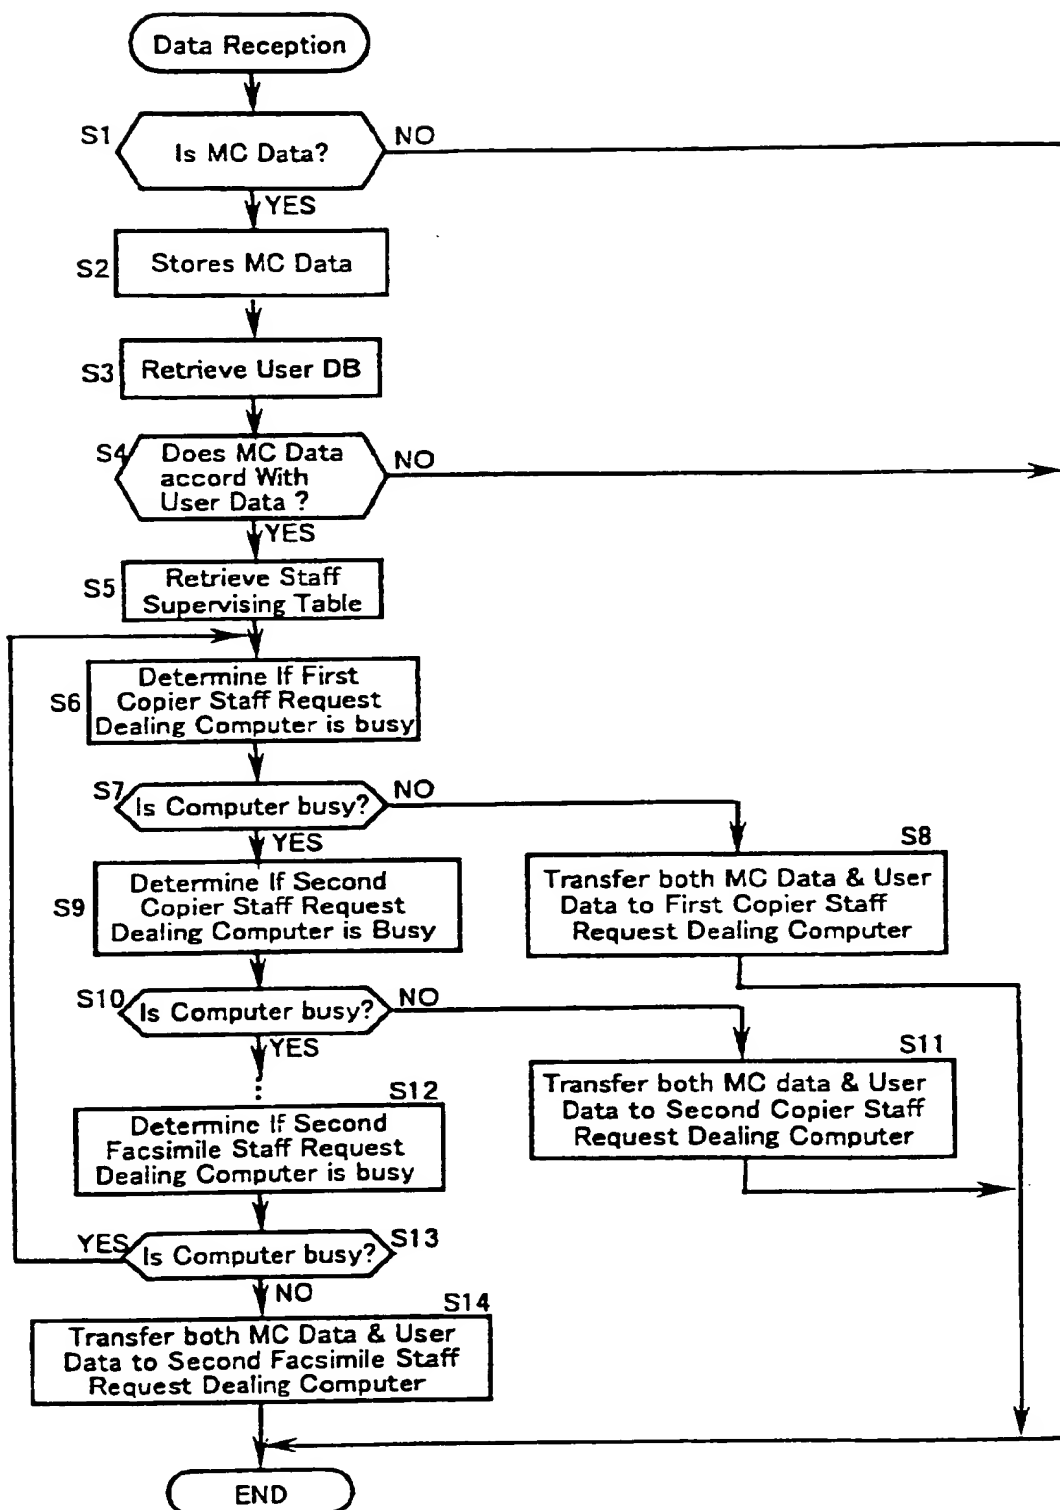 Data Reception
S1
Is MC Data?
NO
YES
S2
Stores MC Data
S3
Retrieve User DB
S4
Does MC Data
accord With
User Data ?
NO
YES
S5
Retrieve Staff
Supervising Table
S6
Determine If First
Copier Staff Request
Dealing Computer is busy
S7
Is Computer busy?
NO
YES
S8
Transfer both MC Data & User
Data to First Copier Staff
Request Dealing Computer
S9
Determine If Second
Copier Staff Request
Dealing Computer is Busy
S10
Is Computer busy?
NO
YES
S11
Transfer both MC data & User
Data to Second Copier Staff
Request Dealing Computer
S12
Determine If Second
Facsimile Staff Request
Dealing Computer is busy
S13
Is Computer busy?
YES
NO
S14
Transfer both MC Data & User
Data to Second Facsimile Staff
Request Dealing Computer
END